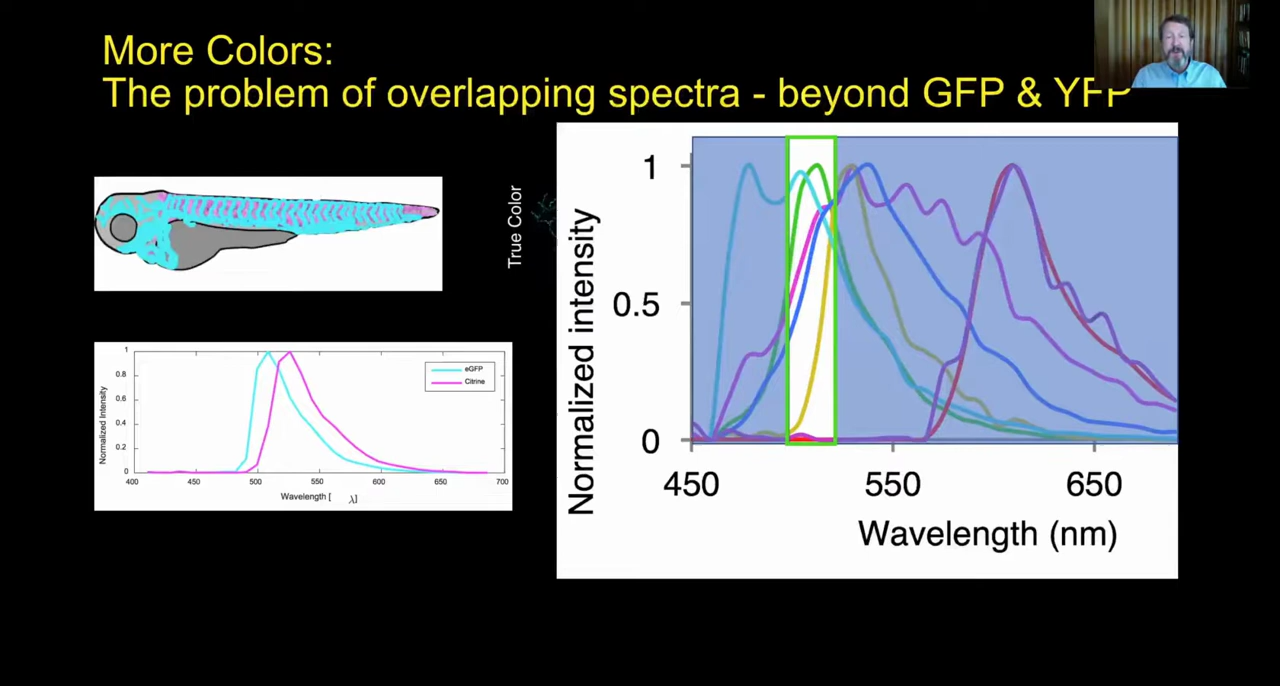 More Colors:
The problem of overlapping spectra - beyond GFP & YFP
True Color
1
0.8
0.6
0.4
0.2
0
Normalized Intensity
eGFP
Citrine
400
450
500
550
600
650
700
Wavelength [ λ]
1
0.5
0
Normalized intensity
450
550
650
Wavelength (nm)